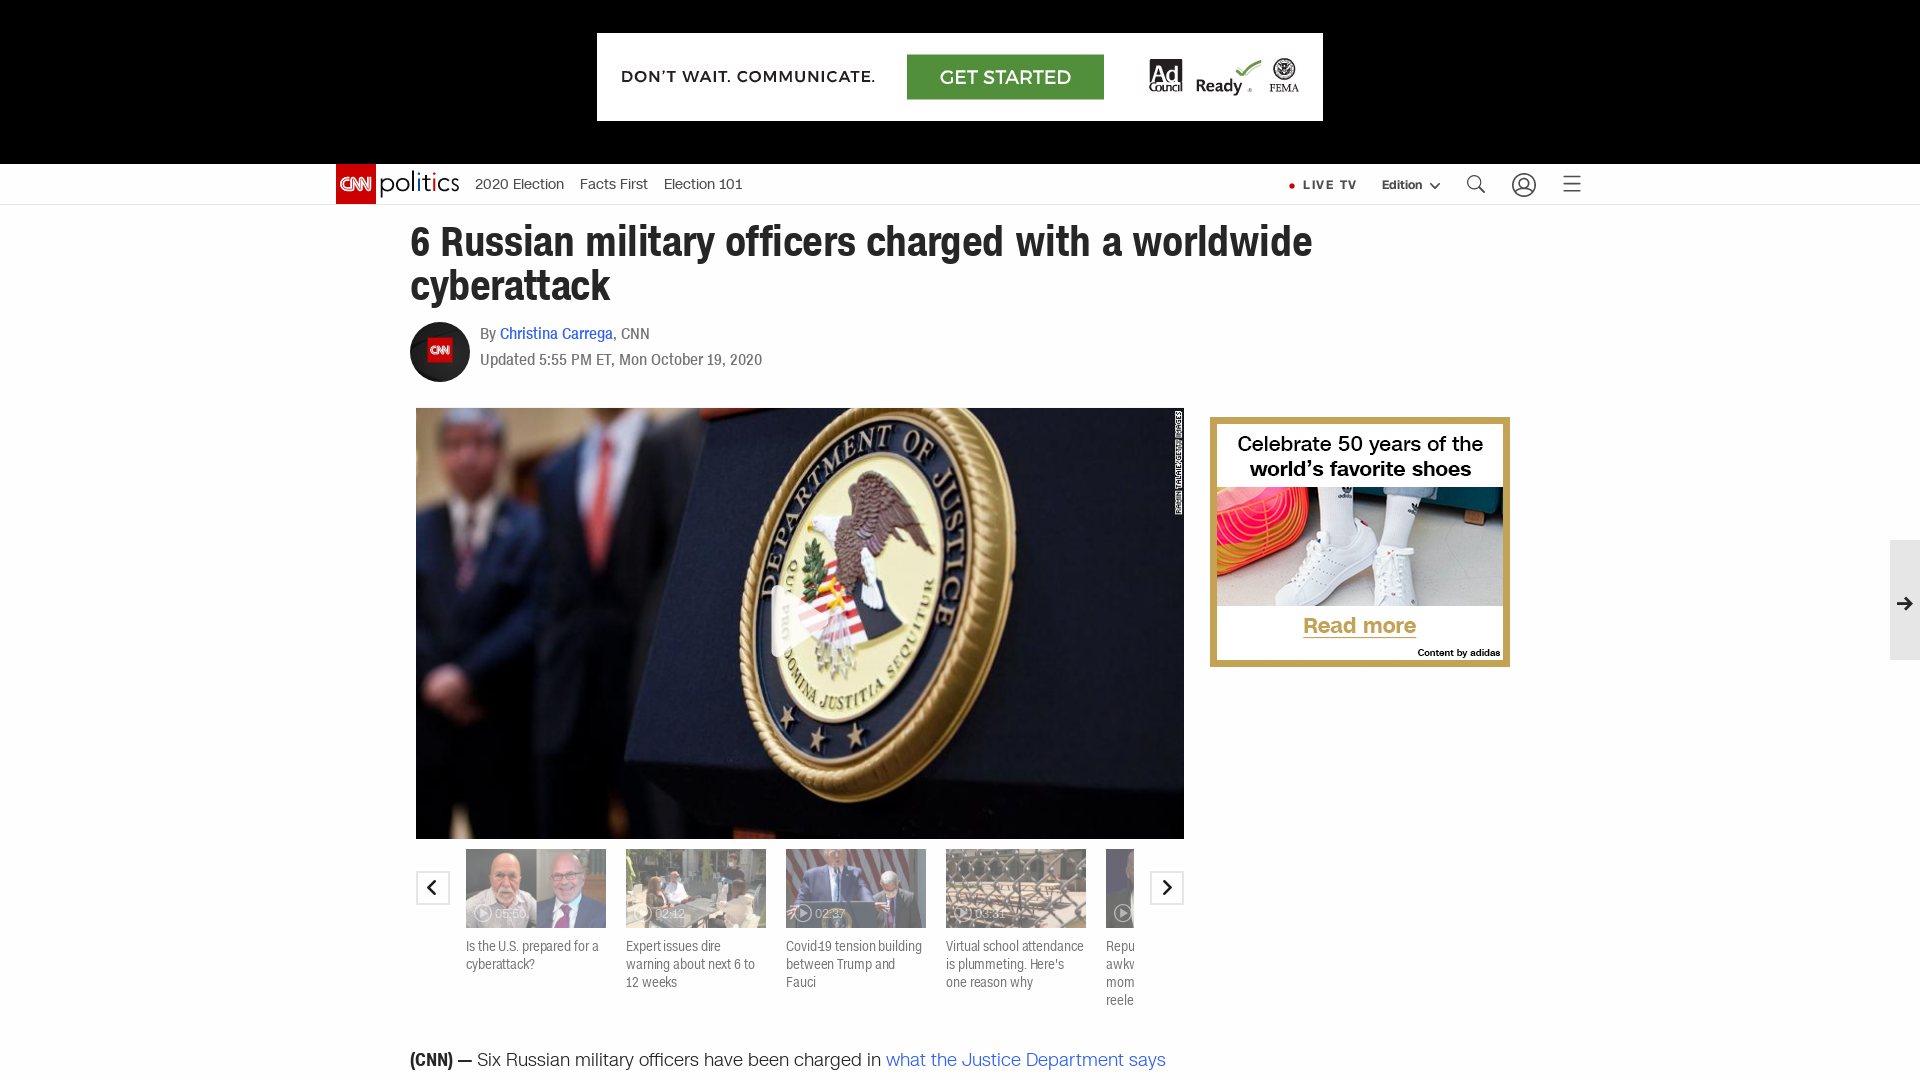 DON'T WAIT. COMMUNICATE.
GET STARTED
Ad Council
Ready
FEMA
CNN politics 2020 Election Facts First Election 101
LIVE TV Edition
6 Russian military officers charged with a worldwide
cyberattack
CNN
By Christina Carrega, CNN
Updated 5:55 PM ET, Mon October 19, 2020
DEPARTMENT OF JUSTICE
DOMINA JUSTITIA SEQUITUR
Celebrate 50 years of the
world's favorite shoes
Read more
Content by adidas
05:50
02:12
02:37
03:31
Is the U.S. prepared for a
cyberattack?
Expert issues dire
warning about next 6 to
12 weeks
Covid-19 tension building
between Trump and
Fauci
Virtual school attendance
is plummeting. Here's
one reason why
Repu
awkw
mom
reele
(CNN) — Six Russian military officers have been charged in what the Justice Department says